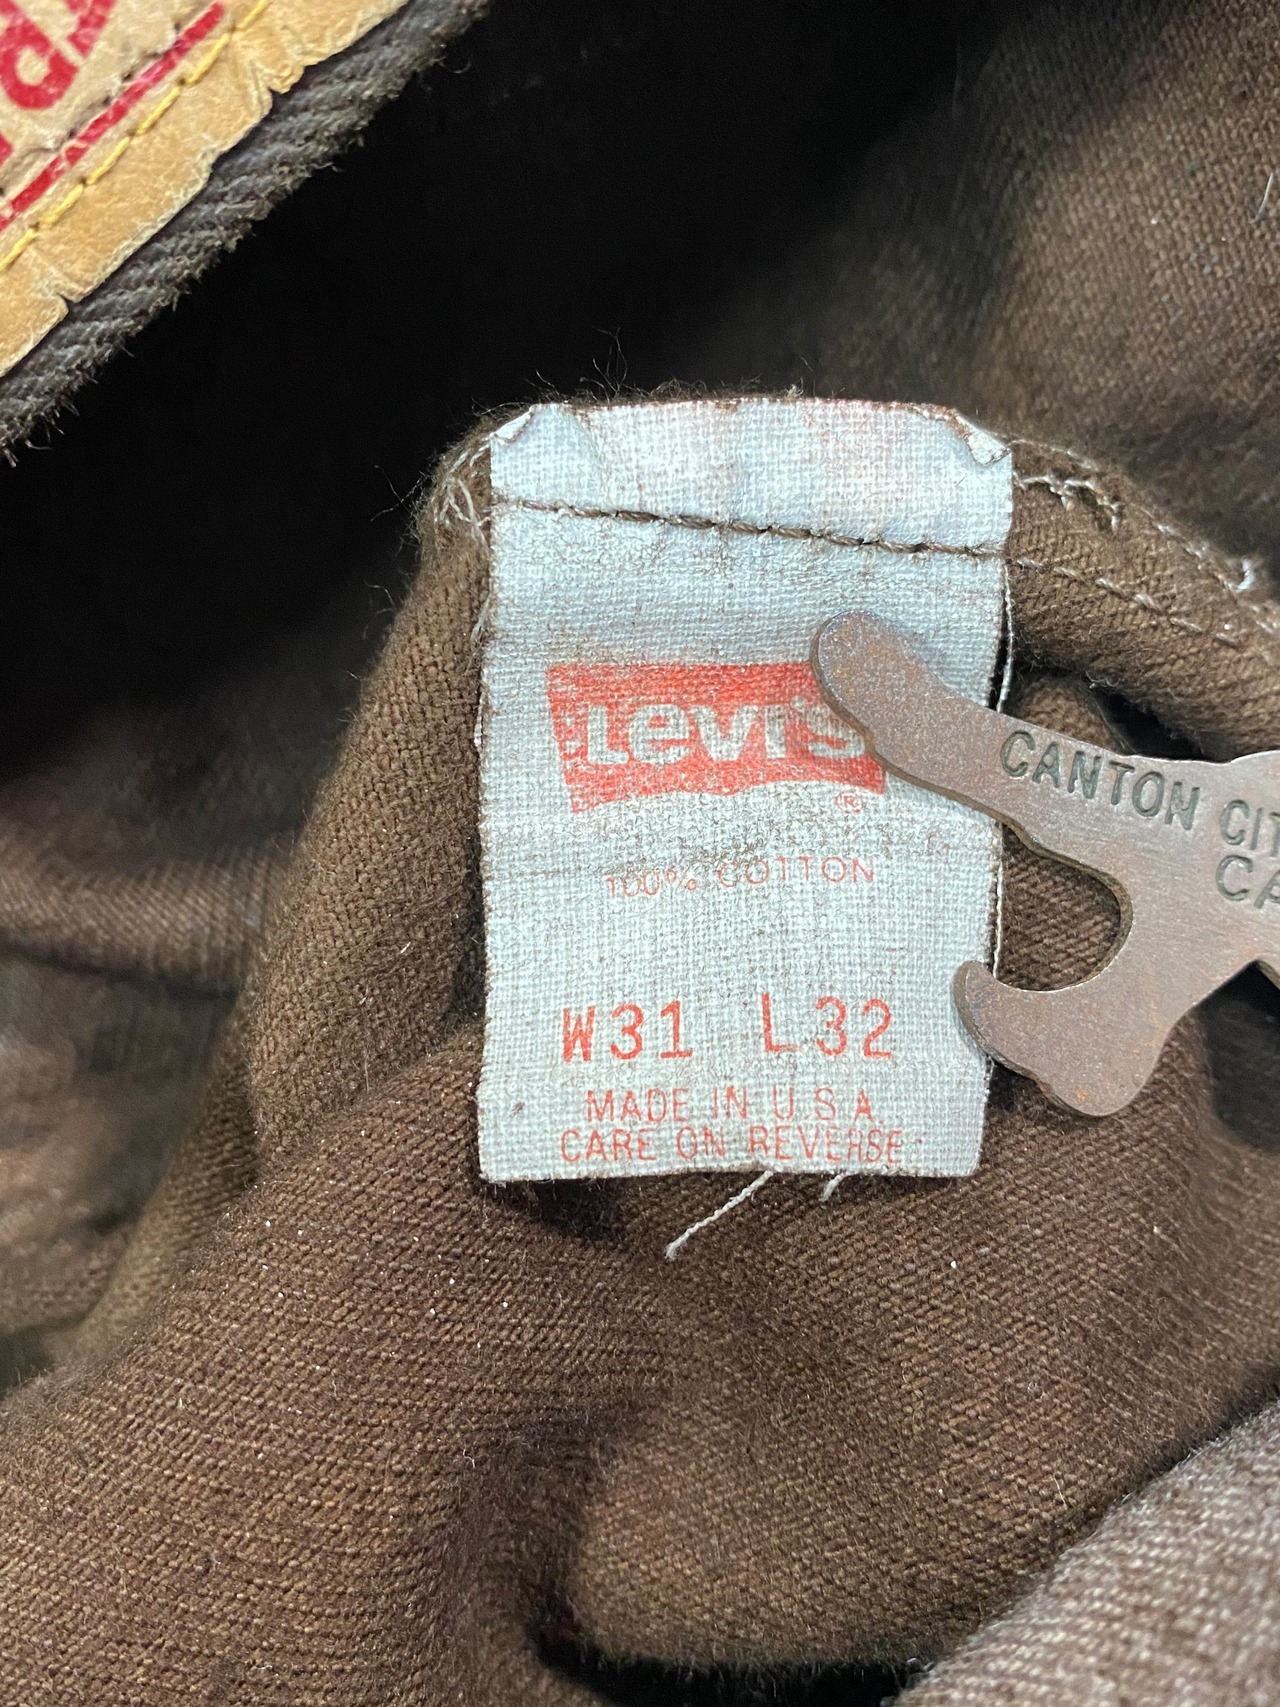 Levi's
®
100% COTTON
W31 L32
MADE IN U.S.A.
CARE ON REVERSE
CANTON